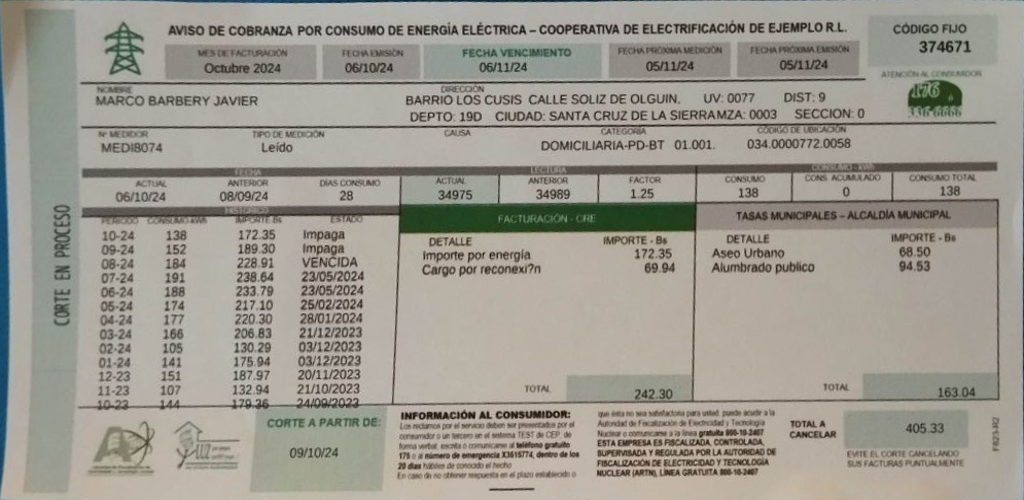 AVISO DE COBRANZA POR CONSUMO DE ENERGÍA ELÉCTRICA – COOPERATIVA DE ELECTRIFICACIÓN DE EJEMPLO R.L.
CÓDIGO FIJO
374671
MES DE FACTURACIÓN
Octubre 2024
FECHA EMISIÓN
06/10/24
FECHA VENCIMIENTO
06/11/24
FECHA PRÓXIMA MEDICIÓN
05/11/24
FECHA PRÓXIMA EMISIÓN
05/11/24
ATENCIÓN AL CONSUMIDOR
176
336 6666
NOMBRE
MARCO BARBERY JAVIER
DIRECCIÓN
BARRIO LOS CUSIS CALLE SOLIZ DE OLGUIN, UV: 0077 DIST: 9
DEPTO: 19D CIUDAD: SANTA CRUZ DE LA SIERRAMZA: 0003 SECCION: 0
Nº MEDIDOR
MEDI8074
TIPO DE MEDICIÓN
Leído
CAUSA
CATEGORÍA
DOMICILIARIA-PD-BT 01.001.
CÓDIGO DE UBICACIÓN
034.0000772.0058
FECHA
LECTURA
CONSUMO - kWh
ACTUAL ANTERIOR DÍAS CONSUMO ACTUAL ANTERIOR FACTOR CONSUMO CONS. ACUMULADO CONSUMO TOTAL
06/10/24 08/09/24 28 34975 34989 1.25 138 0 138
CORTE EN PROCESO
HISTÓRICO
PERIODO CONSUMO-kWh IMPORTE-Bs ESTADO
10-24 138 172.35 Impaga
09-24 152 189.30 Impaga
08-24 184 228.91 VENCIDA
07-24 191 238.64 23/05/2024
06-24 188 233.79 23/05/2024
05-24 174 217.10 25/02/2024
04-24 177 220.30 28/01/2024
03-24 166 206.83 21/12/2023
02-24 105 130.29 03/12/2023
01-24 141 175.94 03/12/2023
12-23 151 187.97 20/11/2023
11-23 107 132.94 21/10/2023
10-23 144 179.36 24/09/2023
FACTURACIÓN - CRE
DETALLE IMPORTE - Bs
Importe por energía 172.35
Cargo por reconexi?n 69.94
TOTAL 242.30
TASAS MUNICIPALES – ALCALDÍA MUNICIPAL
DETALLE IMPORTE - Bs
Aseo Urbano 68.50
Alumbrado publico 94.53
TOTAL 163.04
CORTE A PARTIR DE:
09/10/24
INFORMACIÓN AL CONSUMIDOR:
Los reclamos por el servicio deben ser presentados por el
consumidor o un tercero en el sistema TEST de CEP, de
forma verbal, escrita o comunicarse al teléfono gratuito
175 o al número de emergencia X3615774, dentro de los
20 días hábiles de conocido el hecho
En caso de no obtener respuesta en el plazo establecido o
que ésta no sea satisfactoria para usted, puede acudir a la
Autoridad de Fiscalización de Electricidad y Tecnología
Nuclear o comunicarse a la línea gratuita 800-10-2407
ESTA EMPRESA ES FISCALIZADA, CONTROLADA,
SUPERVISADA Y REGULADA POR LA AUTORIDAD DE
FISCALIZACIÓN DE ELECTRICIDAD Y TECNOLOGÍA
NUCLEAR (ARTN), LÍNEA GRATUITA 800-10-2407
TOTAL A
CANCELAR
405.33
EVITE EL CORTE CANCELANDO
SUS FACTURAS PUNTUALMENTE
FR23-R2